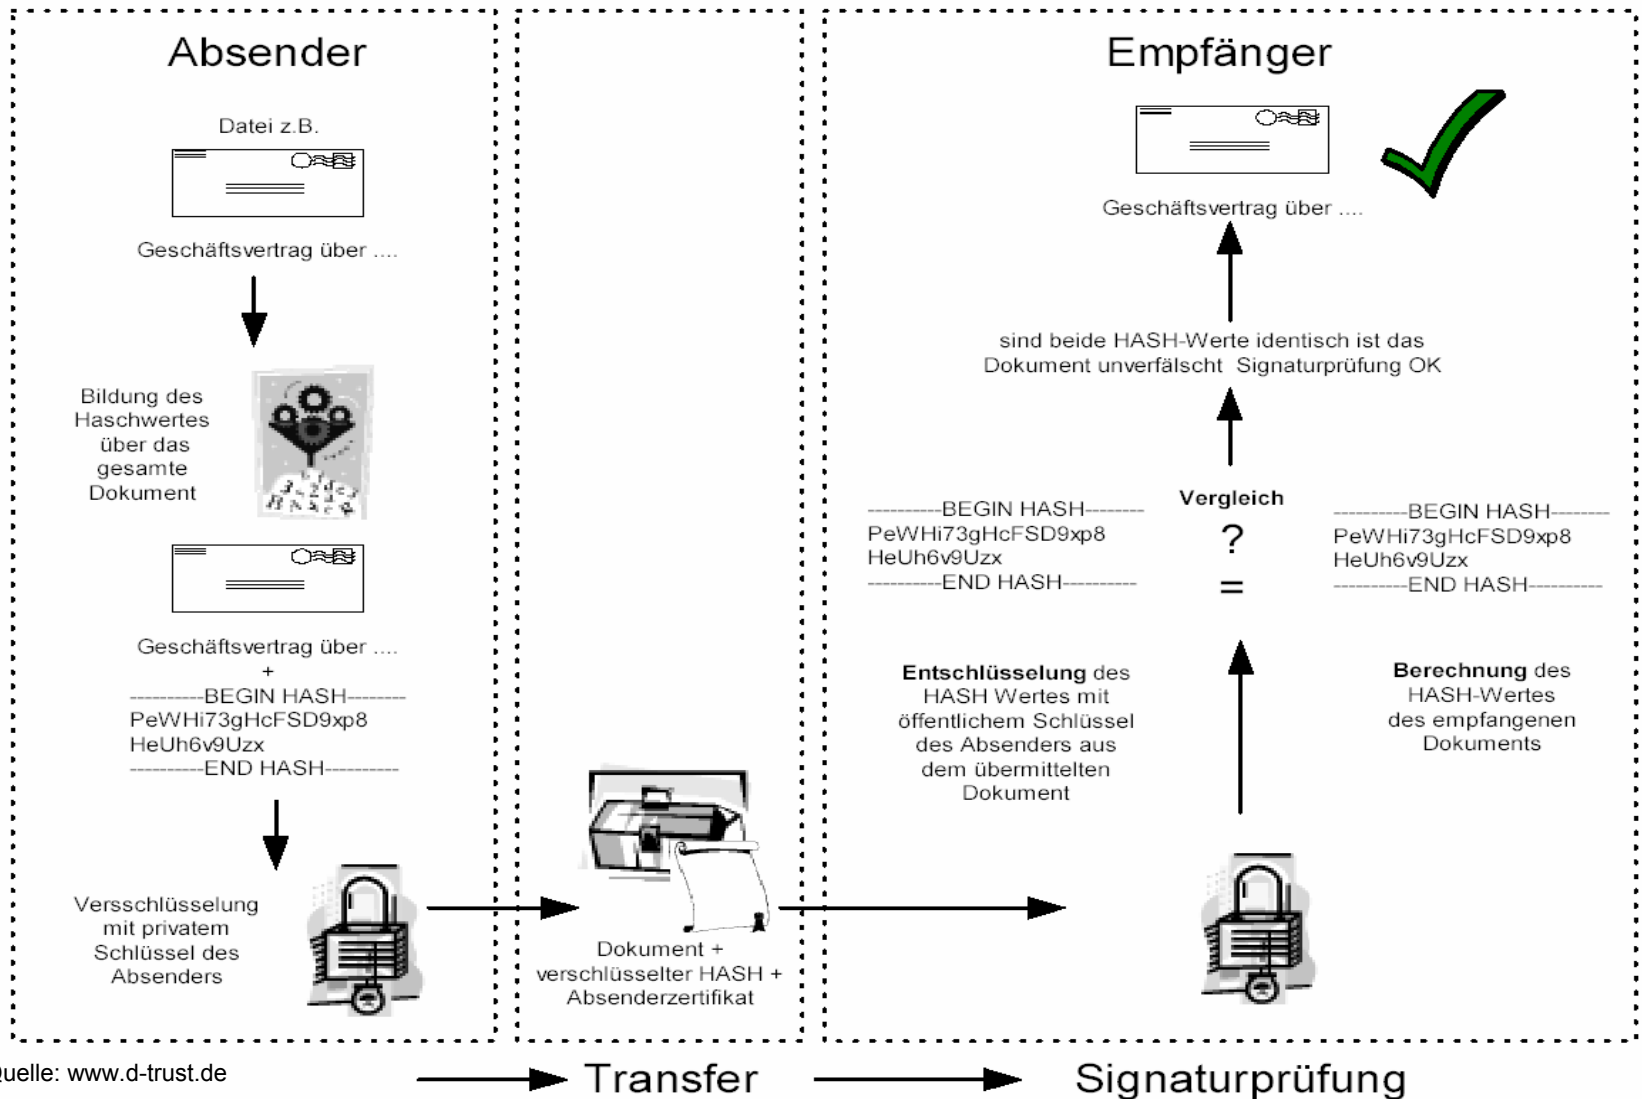 Absender
Datei z.B.
Geschäftsvertrag über ....
Bildung des
Haschwertes
über das
gesamte
Dokument
Geschäftsvertrag über ....
+
----------BEGIN HASH--------
PeWHi73gHcFSD9xp8
HeUh6v9Uzx
----------END HASH----------
Versschlüsselung
mit privatem
Schlüssel des
Absenders
Dokument +
verschlüsselter HASH +
Absenderzertifikat
Empfänger
Geschäftsvertrag über ....
sind beide HASH-Werte identisch ist das
Dokument unverfälscht  Signaturprüfung OK
----------BEGIN HASH--------
PeWHi73gHcFSD9xp8
HeUh6v9Uzx
----------END HASH----------
Vergleich
?
=
----------BEGIN HASH--------
PeWHi73gHcFSD9xp8
HeUh6v9Uzx
----------END HASH----------
Entschlüsselung des
HASH Wertes mit
öffentlichem Schlüssel
des Absenders aus
dem übermittelten
Dokument
Berechnung des
HASH-Wertes
des empfangenen
Dokuments
uelle: www.d-trust.de
Transfer
Signaturprüfung